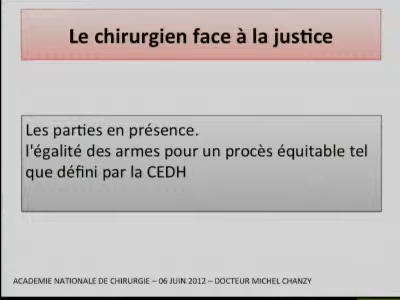 Le chirurgien face à la justice
Les parties en présence.
l'égalité des armes pour un procès équitable tel
que défini par la CEDH
ACADEMIE NATIONALE DE CHIRURGIE – 06 JUIN 2012 – DOCTEUR MICHEL CHANZY